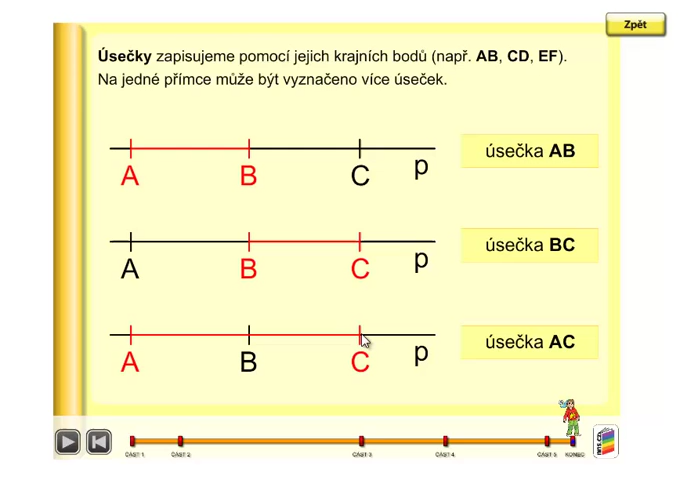 Zpět
Úsečky zapisujeme pomocí jejich krajních bodů (např. AB, CD, EF).
Na jedné přímce může být vyznačeno více úseček.
A B C p
úsečka AB
A B C p
úsečka BC
A B C p
úsečka AC
ČÁST 1 ČÁST 2 ČÁST 3 ČÁST 4 ČÁST 5 KONEC